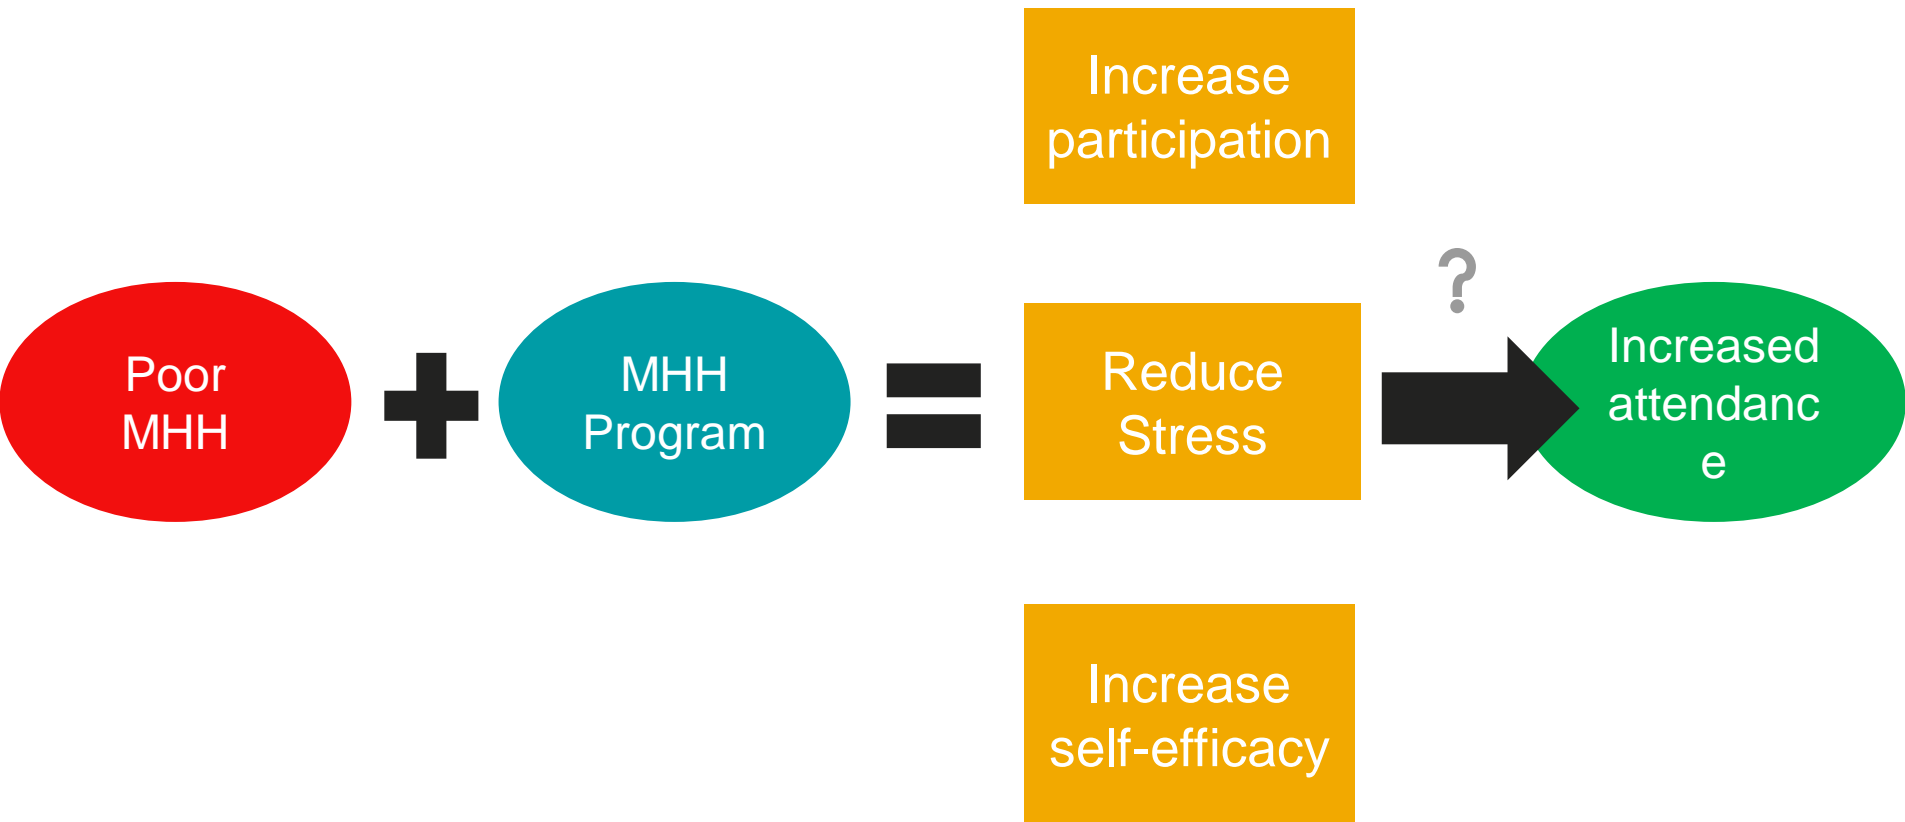 Increase
participation
?
Poor
MHH
MHH
Program
Reduce
Stress
Increased
attendanc
e
Increase
self-efficacy